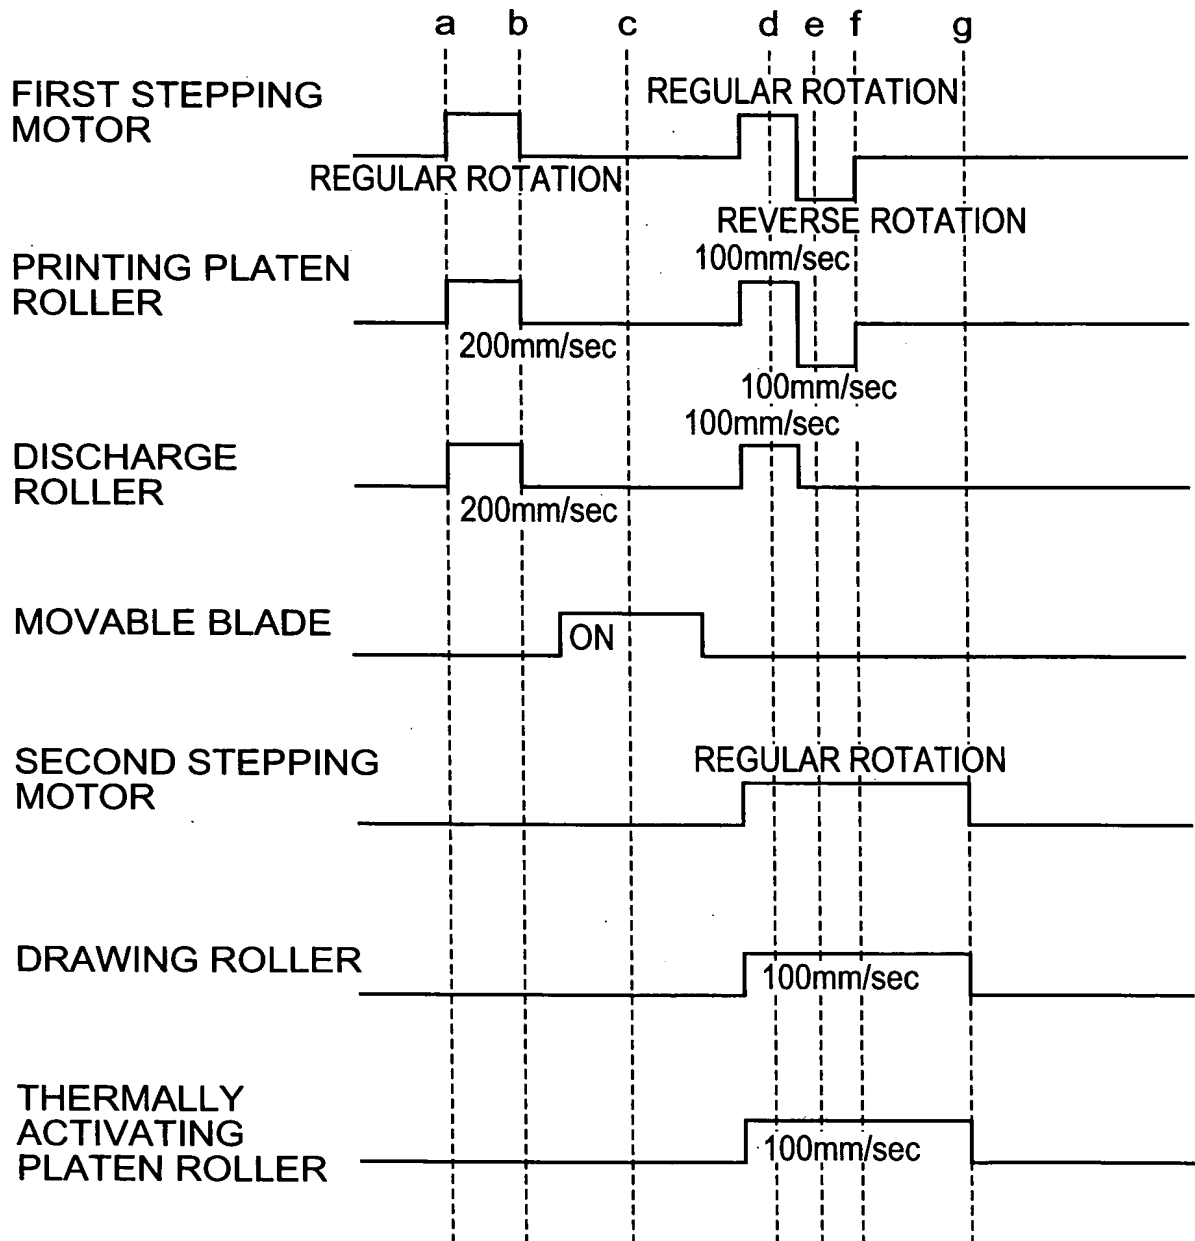 a b c d e f g
FIRST STEPPING
MOTOR
REGULAR ROTATION
REGULAR ROTATION
REVERSE ROTATION
PRINTING PLATEN
ROLLER
100mm/sec
200mm/sec
100mm/sec
DISCHARGE
ROLLER
100mm/sec
200mm/sec
MOVABLE BLADE
ON
SECOND STEPPING
MOTOR
REGULAR ROTATION
DRAWING ROLLER
100mm/sec
THERMALLY
ACTIVATING
PLATEN ROLLER
100mm/sec